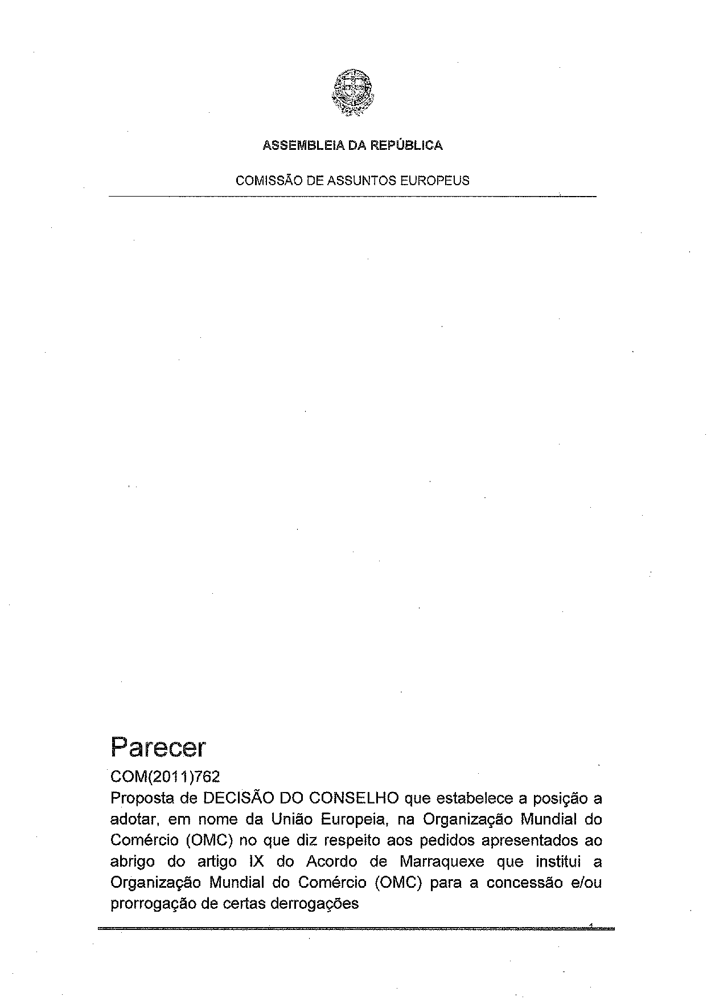 ASSEMBLEIA DA REPÚBLICA
COMISSÃO DE ASSUNTOS EUROPEUS
Parecer
COM(2011)762
Proposta de DECISÃO DO CONSELHO que estabelece a posição a
adotar, em nome da União Europeia, na Organização Mundial do
Comércio (OMC) no que diz respeito aos pedidos apresentados ao
abrigo do artigo IX do Acordo de Marraquexe que institui a
Organização Mundial do Comércio (OMC) para a concessão e/ou
prorrogação de certas derrogações
1